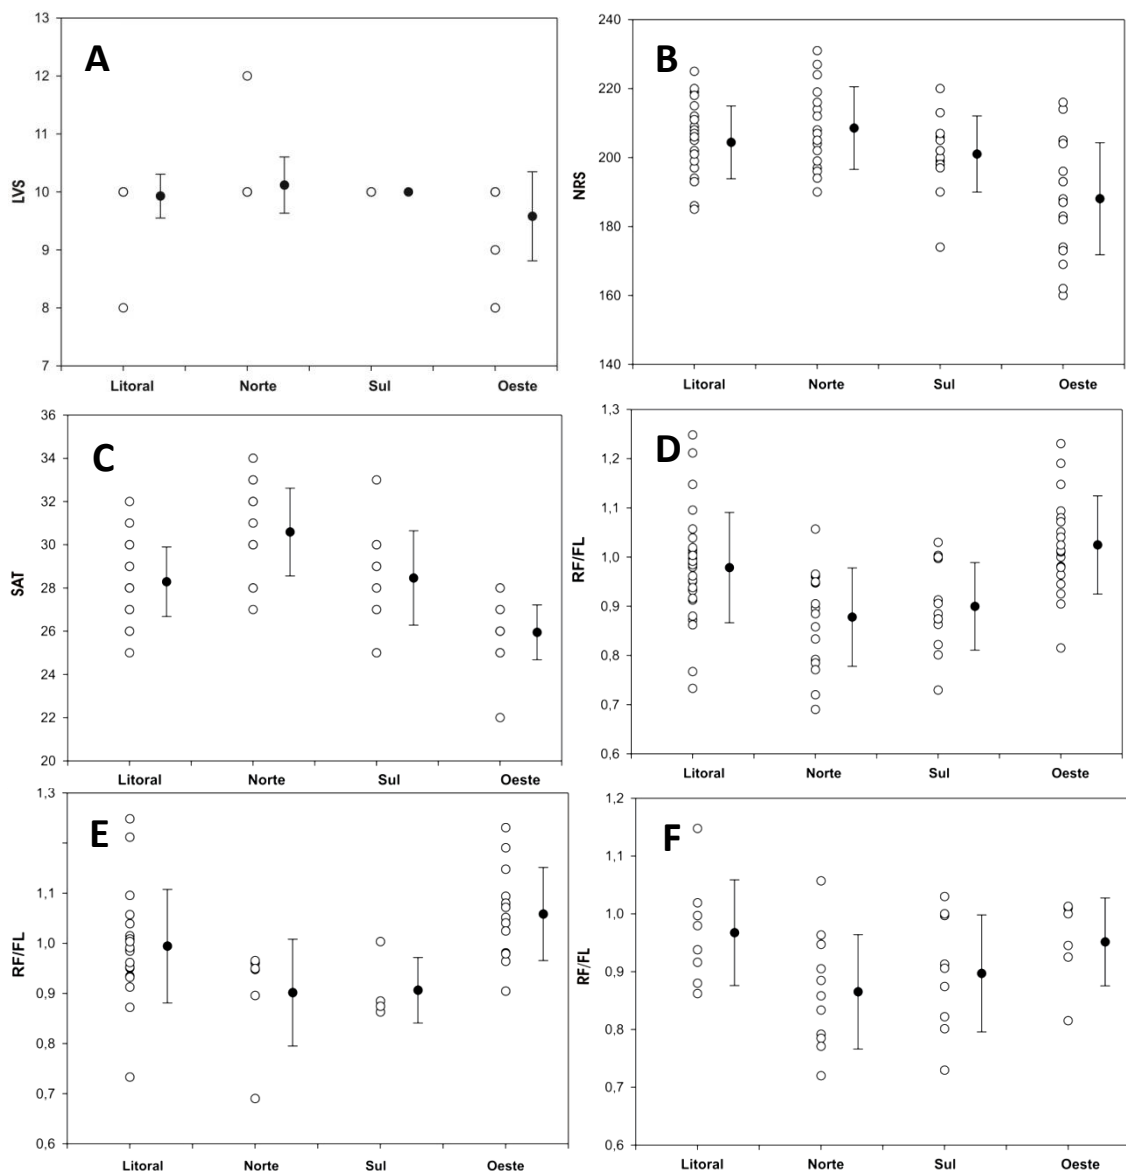 A
LVS
13
12
11
10
9
8
7
Litoral Norte Sul Oeste
B
NRS
240
220
200
180
160
140
Litoral Norte Sul Oeste
C
SAT
36
34
32
30
28
26
24
22
20
Litoral Norte Sul Oeste
D
RF/FL
1,3
1,2
1,1
1,0
0,9
0,8
0,7
0,6
Litoral Norte Sul Oeste
E
RF/FL
1,3
1,1
1,0
0,9
0,8
0,7
0,6
Litoral Norte Sul Oeste
F
RF/FL
1,2
1,1
1,0
0,9
0,8
0,7
0,6
Litoral Norte Sul Oeste